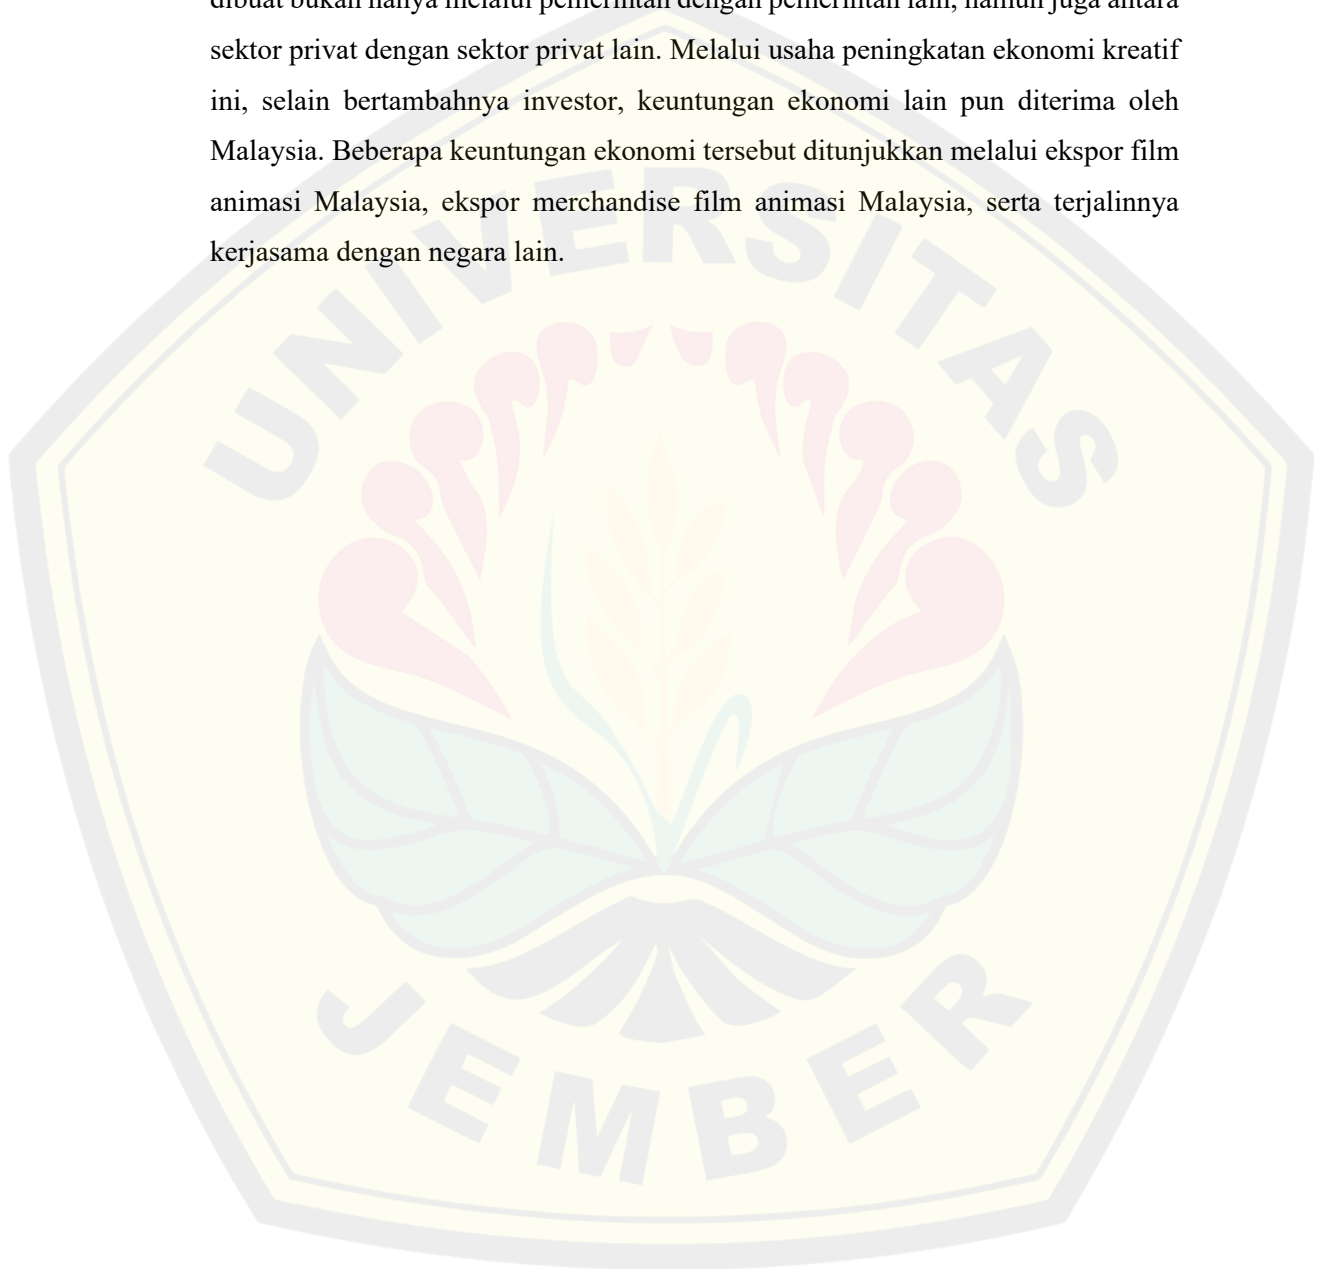 dibuat bukan hanya melalui pemerintah dengan pemerintah lain, namun juga antara
sektor privat dengan sektor privat lain. Melalui usaha peningkatan ekonomi kreatif
ini, selain bertambahnya investor, keuntungan ekonomi lain pun diterima oleh
Malaysia. Beberapa keuntungan ekonomi tersebut ditunjukkan melalui ekspor film
animasi Malaysia, ekspor merchandise film animasi Malaysia, serta terjalinnya
kerjasama dengan negara lain.
UNIVERSITAS
JEMBER